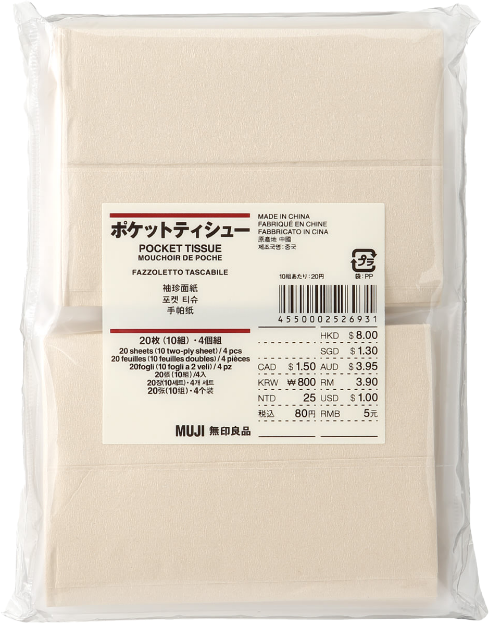 ポケットティシュー
POCKET TISSUE
MOUCHOIR DE POCHE
FAZZOLETTO TASCABILE
袖珍面紙
포켓 티슈
手帕纸
20枚(10組)・4個組
20 sheets (10 two-ply sheet) / 4 pcs
20 feuilles (10 feuilles doubles) / 4 pièces
20fogli (10 fogli a 2 veli) / 4 pz
20張(10組)/4入
20장(10세트)・4개 세트
20张(10组)・4个装
MUJI 無印良品
MADE IN CHINA
FABRIQUÉ EN CHINE
FABBRICATO IN CINA
原產地:中國
제조국명:중국
10組あたり:20円
プラ
袋:PP
4550002526931
HKD $ 8.00
SGD $ 1.30
CAD $ 1.50 AUD $ 3.95
KRW ₩800 RM 3.90
NTD 25 USD $ 1.00
税込 80円 RMB 5元